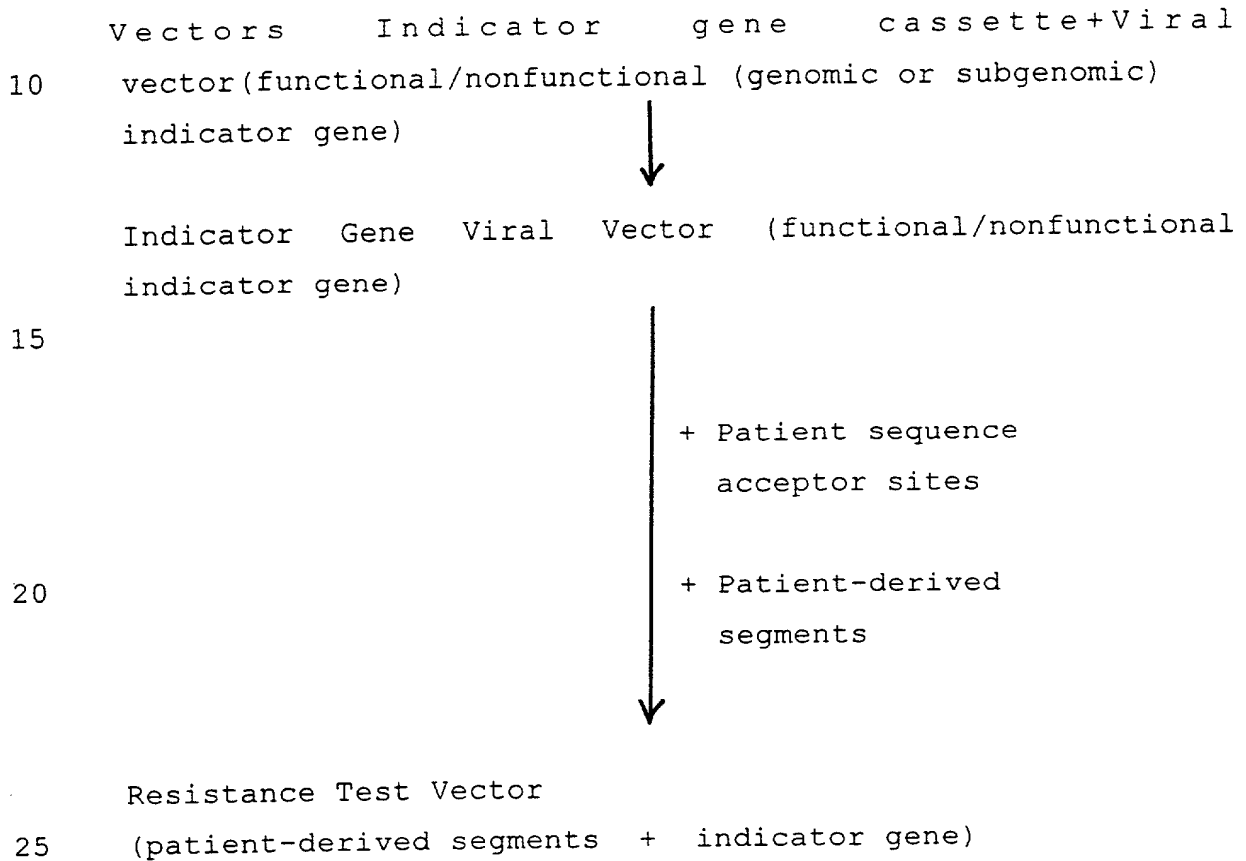 Vectors Indicator gene cassette+Viral
10 vector(functional/nonfunctional (genomic or subgenomic)
indicator gene)
Indicator Gene Viral Vector (functional/nonfunctional
indicator gene)
15
+ Patient sequence
acceptor sites
20 + Patient-derived
segments
Resistance Test Vector
25 (patient-derived segments + indicator gene)